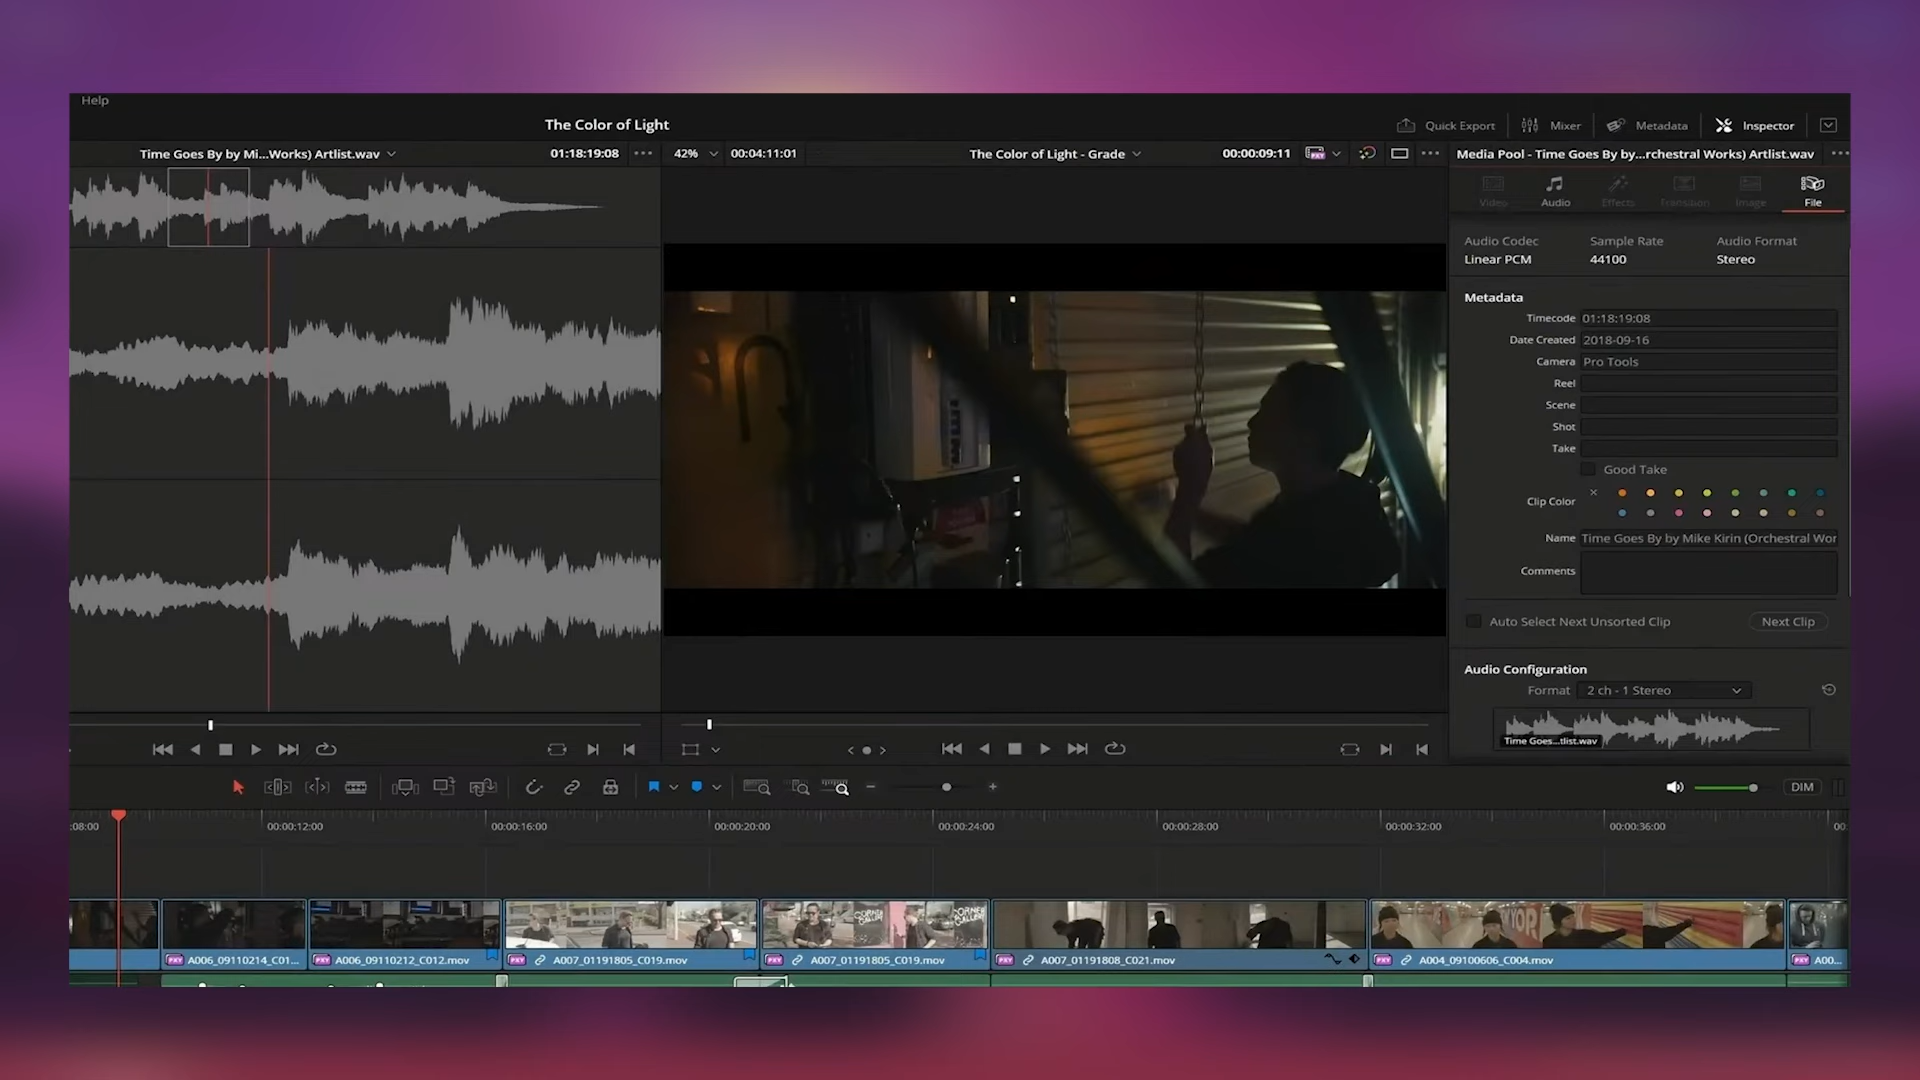 Help
The Color of Light
Quick Export
Mixer
Metadata
Inspector
Time Goes By by Mi...Works) Artlist.wav
01:18:19:08
42%
00:04:11:01
The Color of Light - Grade
00:00:09:11
Media Pool - Time Goes By by...rchestral Works) Artlist.wav
Video
Audio
Effects
Transition
Image
File
Audio Codec
Sample Rate
Audio Format
Linear PCM
44100
Stereo
Metadata
Timecode 01:18:19:08
Date Created 2018-09-16
Camera Pro Tools
Reel
Scene
Shot
Take
Good Take
Clip Color
Name Time Goes By by Mike Kirin (Orchestral Wor
Comments
Auto Select Next Unsorted Clip
Next Clip
Audio Configuration
Format 2 ch - 1 Stereo
Time Goes...tlist.wav
DIM
:08:00
00:00:12:00
00:00:16:00
00:00:20:00
00:00:24:00
00:00:28:00
00:00:32:00
00:00:36:00
00:
A006_09110214_C01...
A006_09110212_C012.mov
A007_01191805_C019.mov
A007_01191805_C019.mov
A007_01191808_C021.mov
A004_09100606_C004.mov
A00...